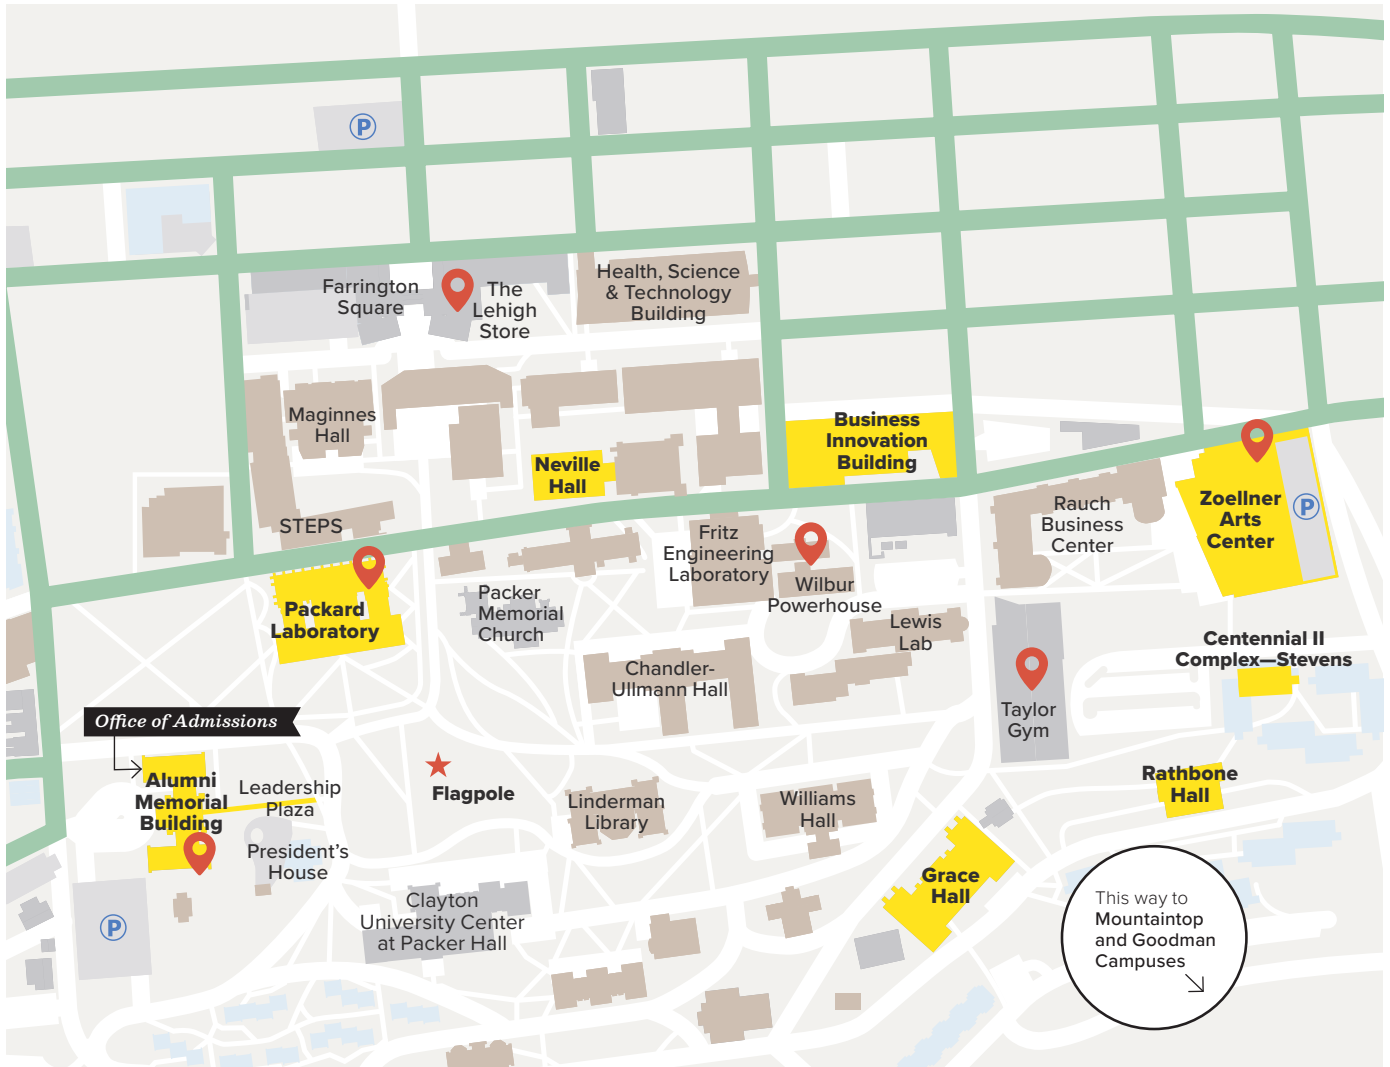 P
Farrington
Square
The
Lehigh
Store
Health, Science
& Technology
Building
Maginnes
Hall
Neville
Hall
Business
Innovation
Building
STEPS
Fritz
Engineering
Laboratory
Wilbur
Powerhouse
Rauch
Business
Center
Zoellner
Arts
Center
P
Packard
Laboratory
Packer
Memorial
Church
Lewis
Lab
Chandler-
Ullmann Hall
Centennial II
Complex—Stevens
Taylor
Gym
Office of Admissions
Alumni
Memorial
Building
Leadership
Plaza
Flagpole
President's
House
Linderman
Library
Williams
Hall
Rathbone
Hall
Grace
Hall
Clayton
University Center
at Packer Hall
P
This way to
Mountaintop
and Goodman
Campuses